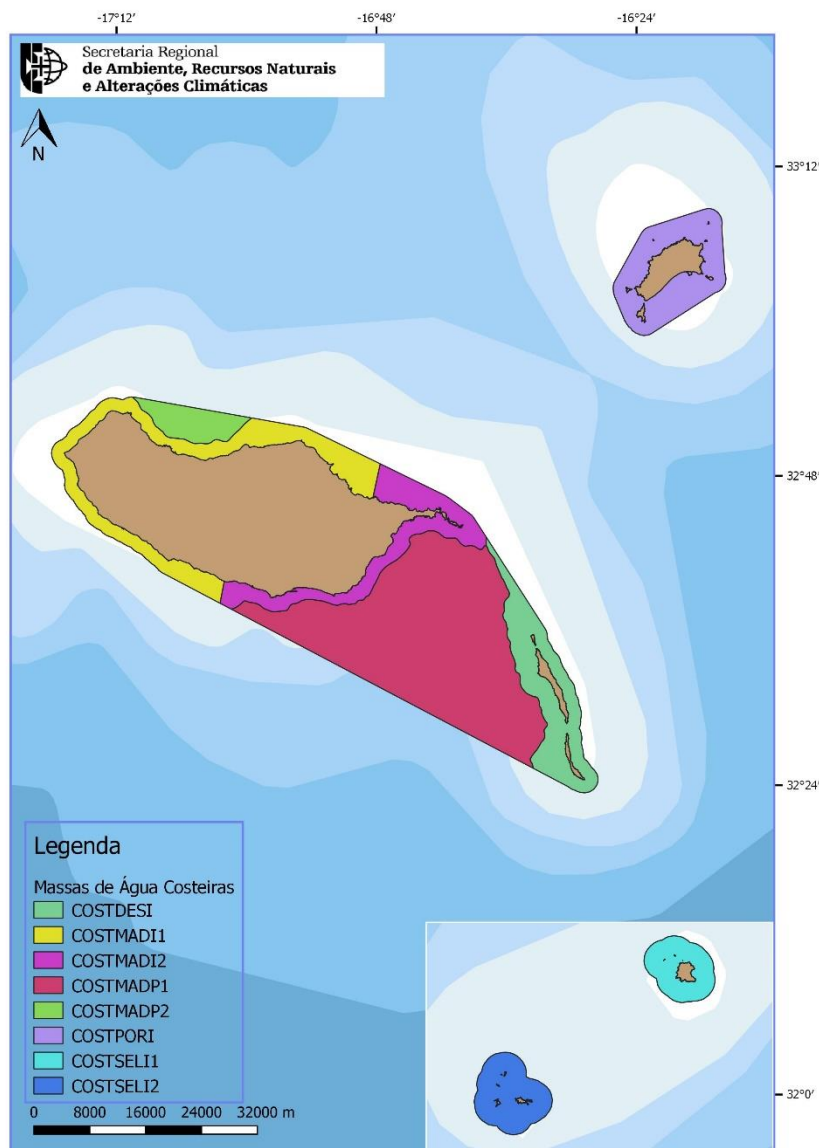 -17°12'
-16°48'
-16°24'
Secretaria Regional
de Ambiente, Recursos Naturais
e Alterações Climáticas
N
33°12'
32°48'
32°24'
Legenda
Massas de Água Costeiras
COSTDESI
COSTMADI1
COSTMADI2
COSTMADP1
COSTMADP2
COSTPORI
COSTSELI1
COSTSELI2
32°0'
0 8000 16000 24000 32000 m